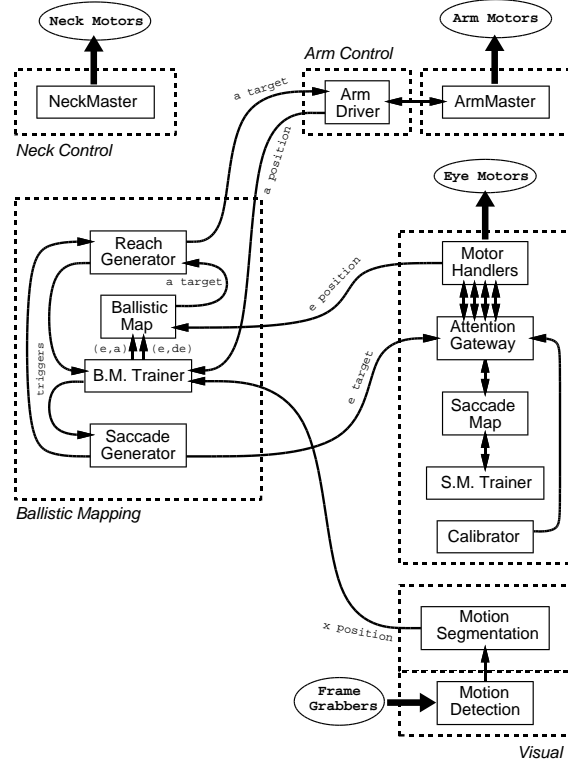 Neck Motors
Arm Motors
Arm Control
NeckMaster
Arm
Driver
ArmMaster
Neck Control
a target
a position
Eye Motors
Reach
Generator
a target
Motor
Handlers
e position
Ballistic
Map
Attention
Gateway
(e,a)
(e,de)
triggers
B.M. Trainer
e target
Saccade
Map
Saccade
Generator
S.M. Trainer
Ballistic Mapping
Calibrator
x position
Motion
Segmentation
Frame
Grabbers
Motion
Detection
Visual